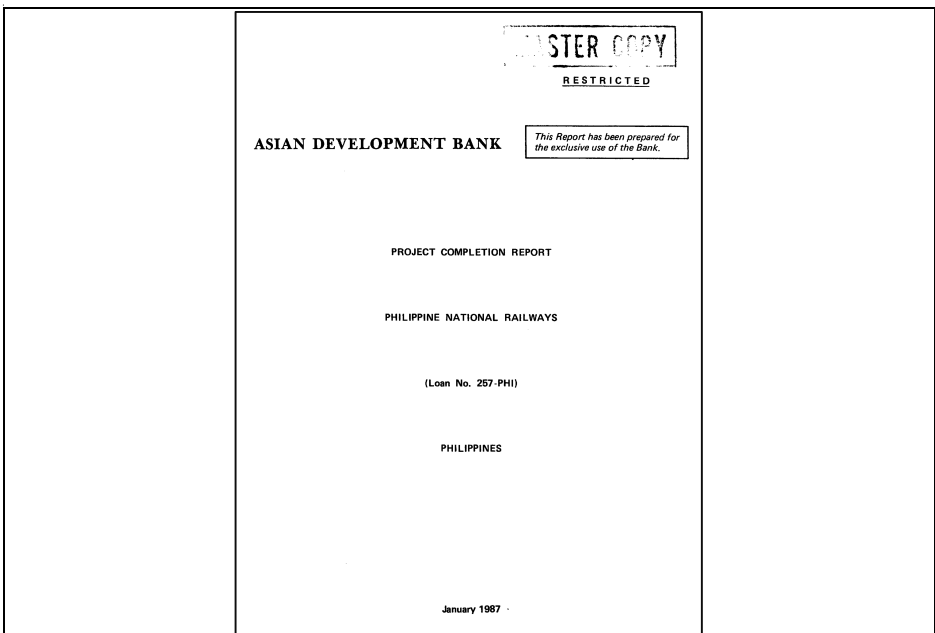 MASTER COPY
RESTRICTED
ASIAN DEVELOPMENT BANK
This Report has been prepared for
the exclusive use of the Bank.
PROJECT COMPLETION REPORT
PHILIPPINE NATIONAL RAILWAYS
(Loan No. 257-PHI)
PHILIPPINES
January 1987